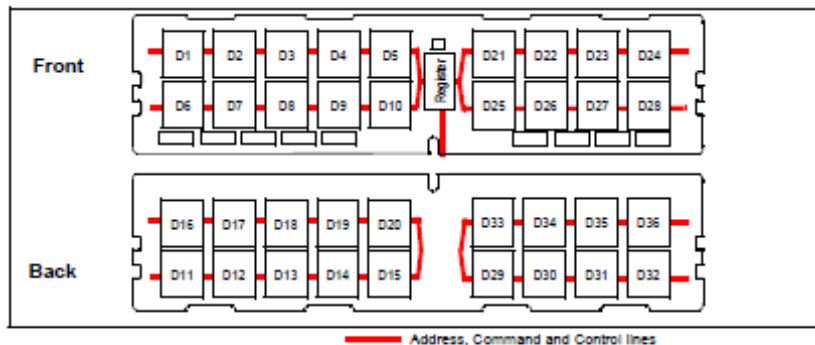 D1 D2 D3 D4 D5 D21 D22 D23 D24
Front
Register
D6 D7 D8 D9 D10 D25 D26 D27 D28
D16 D17 D18 D19 D20 D33 D34 D35 D36
Back
D11 D12 D13 D14 D15 D29 D30 D31 D32
Address, Command and Control lines